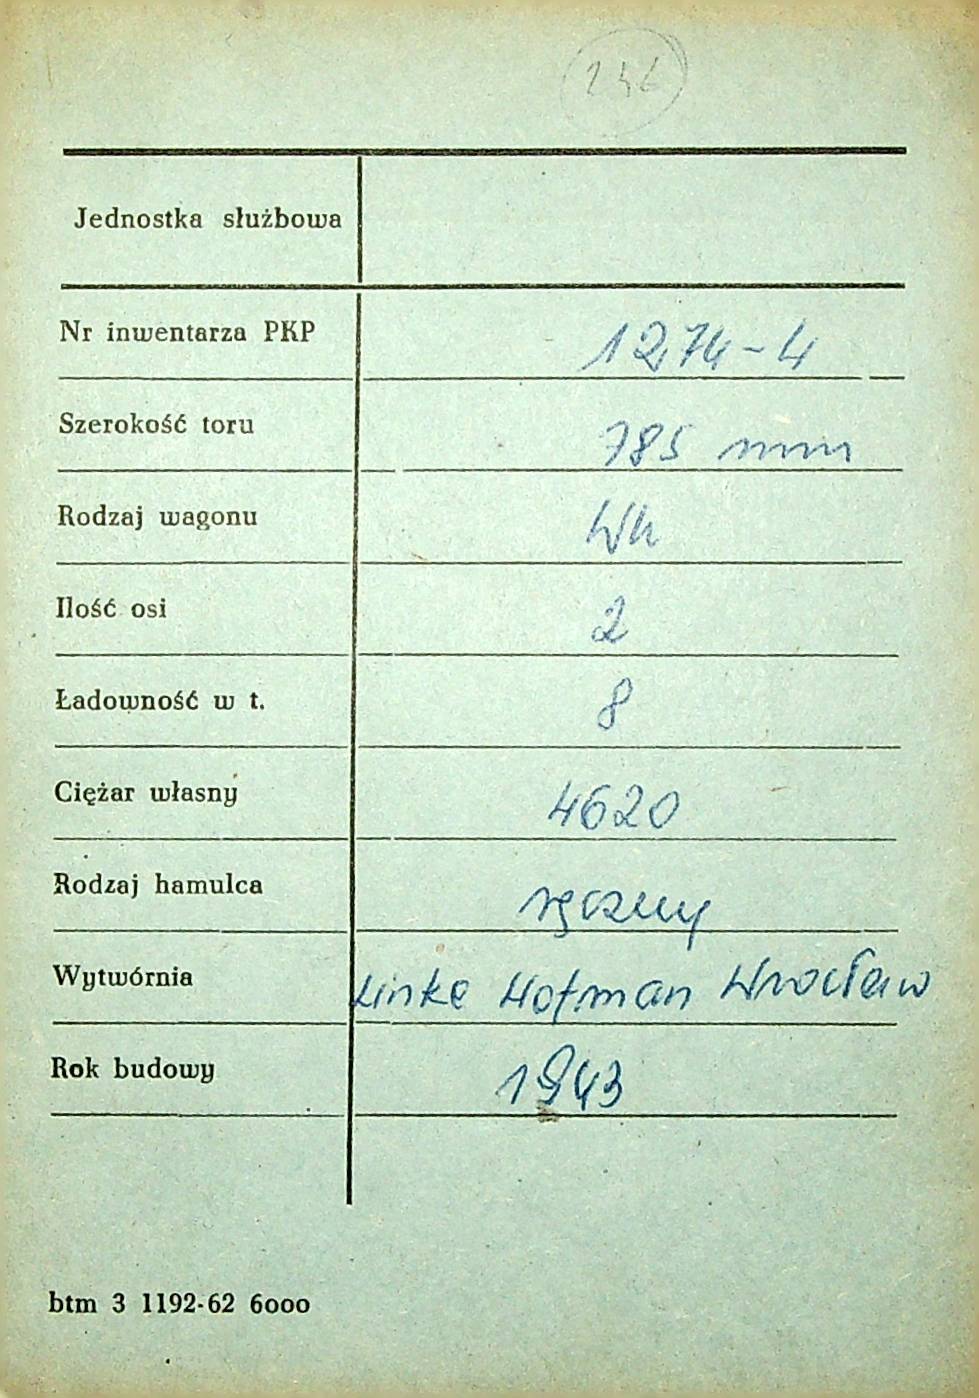 246
Jednostka służbowa
Nr inwentarza PKP 1274-4
Szerokość toru 785 mm
Rodzaj wagonu Wh
Ilość osi 2
Ładowność w t. 8
Ciężar własny 4620
Rodzaj hamulca ręczny
Wytwórnia Linke Hofman Wrocław
Rok budowy 1943
btm 3 1192-62 6000